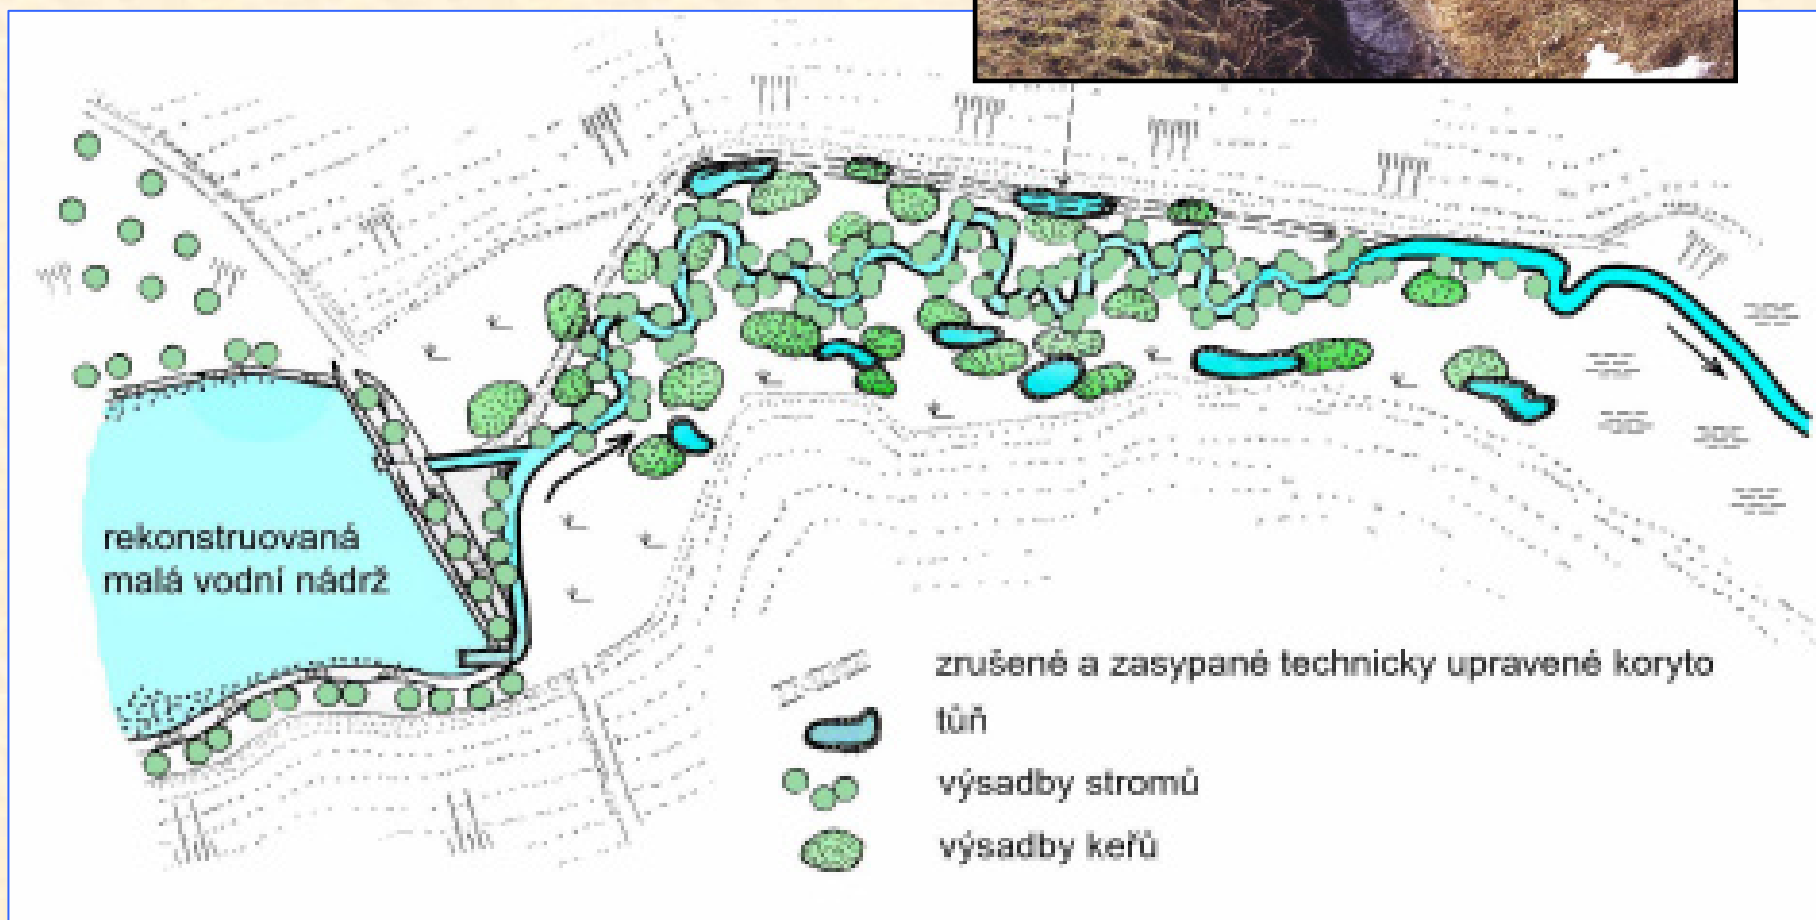 rekonstruovaná
malá vodní nádrž
zrušené a zasypané technicky upravené koryto
tůň
výsadby stromů
výsadby keřů